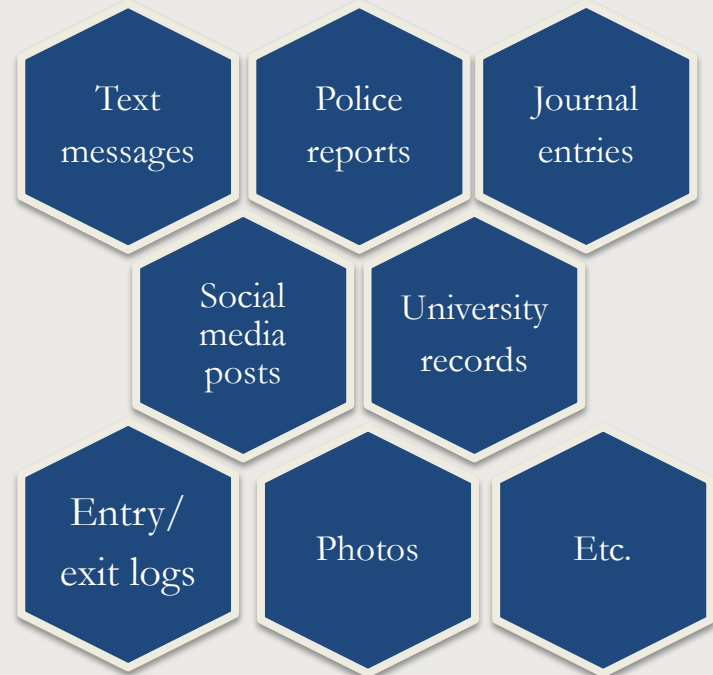 Text
messages
Police
reports
Journal
entries
Social
media
posts
University
records
Entry/
exit logs
Photos
Etc.